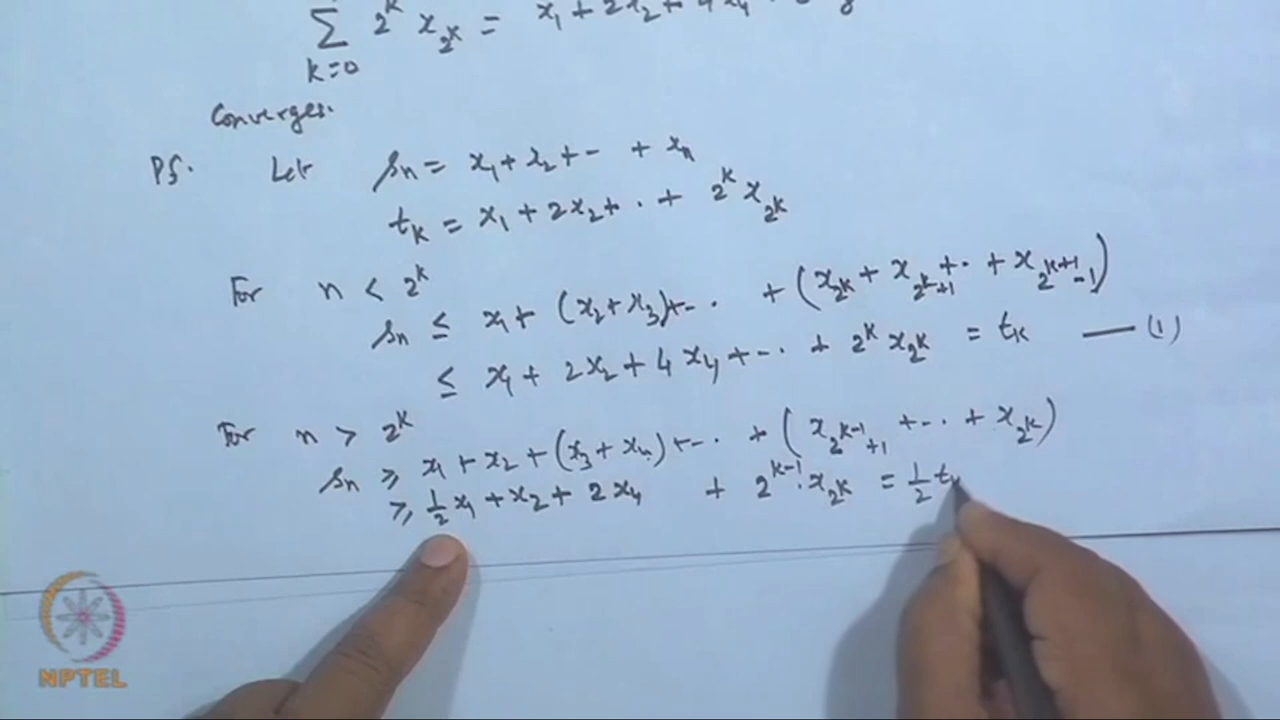 ∑ 2^k x_{2^k} = x_1 + 2x_2 + 4x_4 +
k=0
Converges.
Pf. Let s_n = x_1 + x_2 + - + x_n
t_k = x_1 + 2x_2 + . + 2^k x_{2^k}
For n < 2^k
s_n ≤ x_1 + (x_2 + x_3) + - . + (x_{2^k} + x_{2^k+1} + . + x_{2^{k+1}-1})
≤ x_1 + 2x_2 + 4x_4 + - . + 2^k x_{2^k} = t_k —— (1)
For n > 2^k
s_n ≥ x_1 + x_2 + (x_3 + x_4) + - . + (x_{2^{k-1}+1} + - . + x_{2^k})
≥ 1/2 x_1 + x_2 + 2x_4 + 2^{k-1} . x_{2^k} = 1/2 t_k
NPTEL